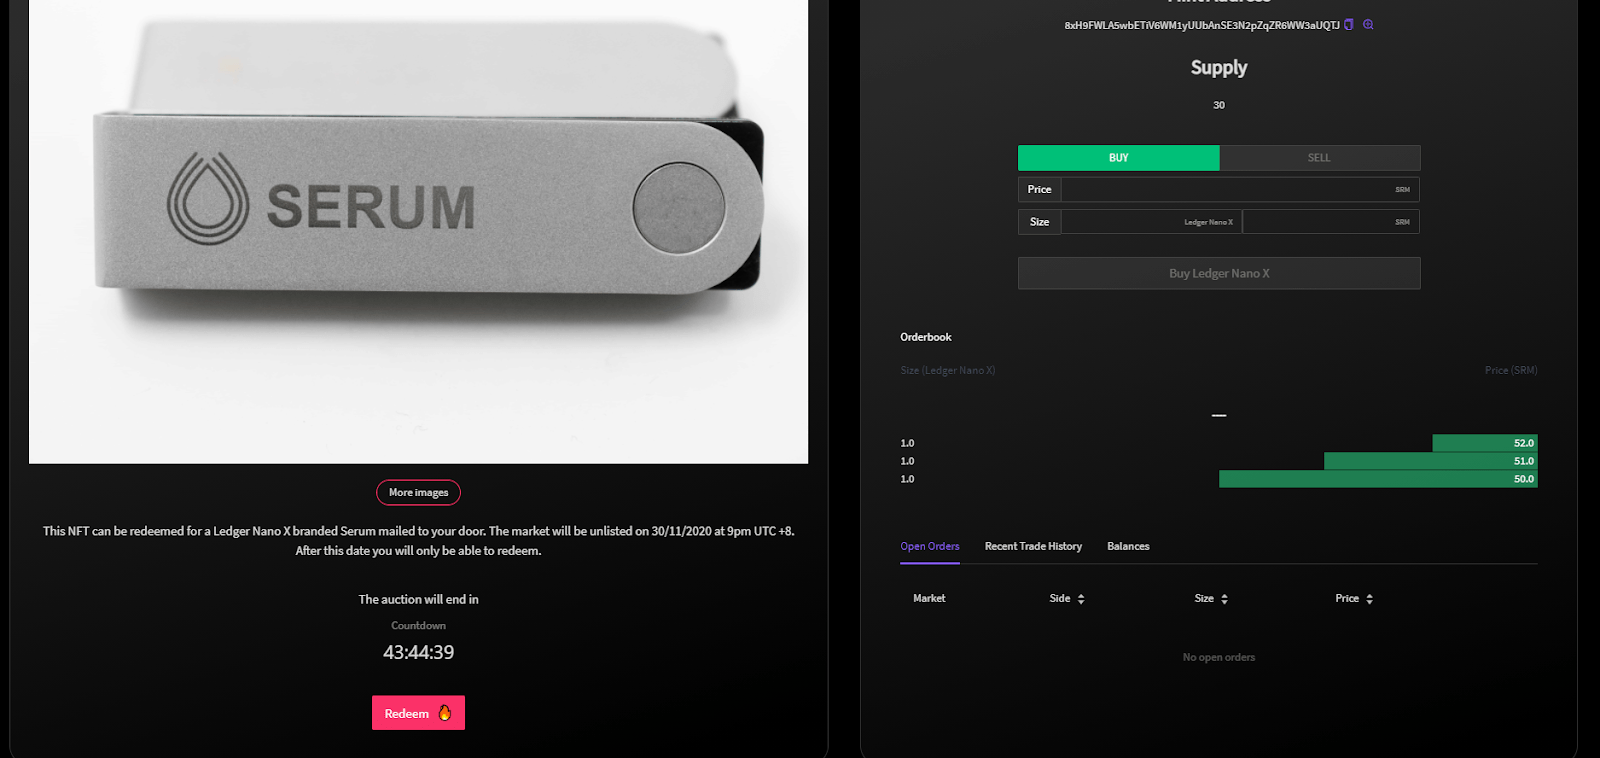 SERUM
More images
This NFT can be redeemed for a Ledger Nano X branded Serum mailed to your door. The market will be unlisted on 30/11/2020 at 9pm UTC +8.
After this date you will only be able to redeem.
The auction will end in
Countdown
43:44:39
Redeem 🔥
Mint Address
8xH9FWLA5wbETiV6WM1yUUbAnSE3N2pZqZR6WW3aUQTJ
Supply
30
BUY SELL
Price SRM
Size Ledger Nano X SRM
Buy Ledger Nano X
Orderbook
Size (Ledger Nano X) Price (SRM)
1.0 52.0
1.0 51.0
1.0 50.0
Open Orders Recent Trade History Balances
Market Side Size Price
No open orders